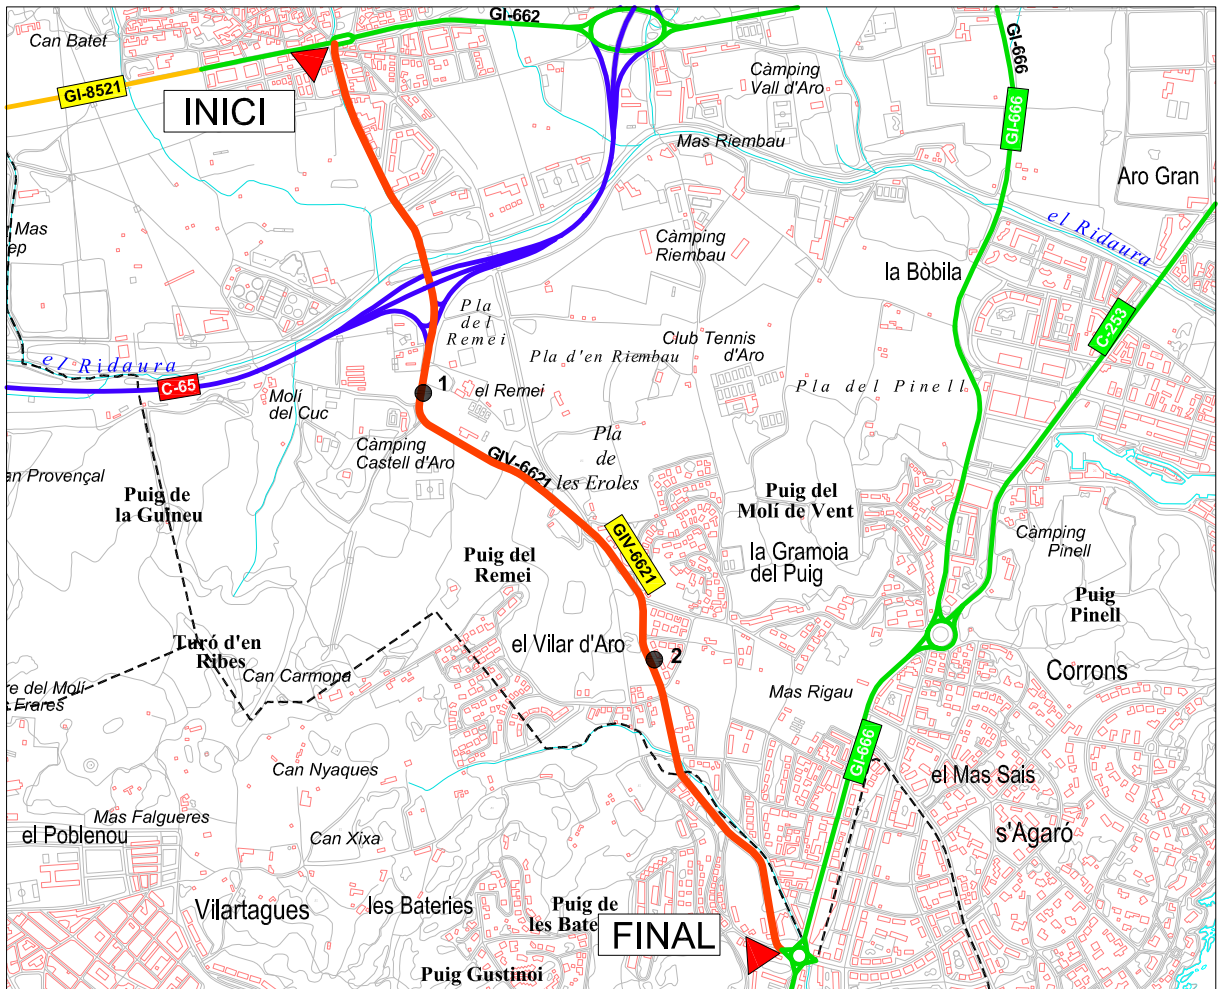 GI-662
Can Batet
GI-666
GI-8521
INICI
Càmping
Vall d'Aro
GI-666
Mas Riembau
Aro Gran
Mas
Càmping
Riembau
el Ridaura
la Bòbila
Pla
del
Remei
C-253
Club Tennis
d'Aro
Pla d'en Riembau
el Ridaura
C-65
1
el Remei
Pla del Pinell
Molí
del Cuc
Càmping
Castell d'Aro
GIV-6621
Pla
de
les Eroles
an Provençal
Puig de
la Guineu
Puig del
Molí de Vent
GIV-6621
Càmping
Pinell
Puig del
Remei
la Gramoia
del Puig
Puig
Pinell
Turó d'en
Ribes
el Vilar d'Aro
2
Can Carmona
Corrons
re del Molí
Frares
Mas Rigau
GI-666
Can Nyaques
el Mas Sais
Mas Falgueres
el Poblenou
Can Xixa
s'Agaró
Vilartagues
les Bateries
Puig de
les Bate
FINAL
Puig Gustinoi